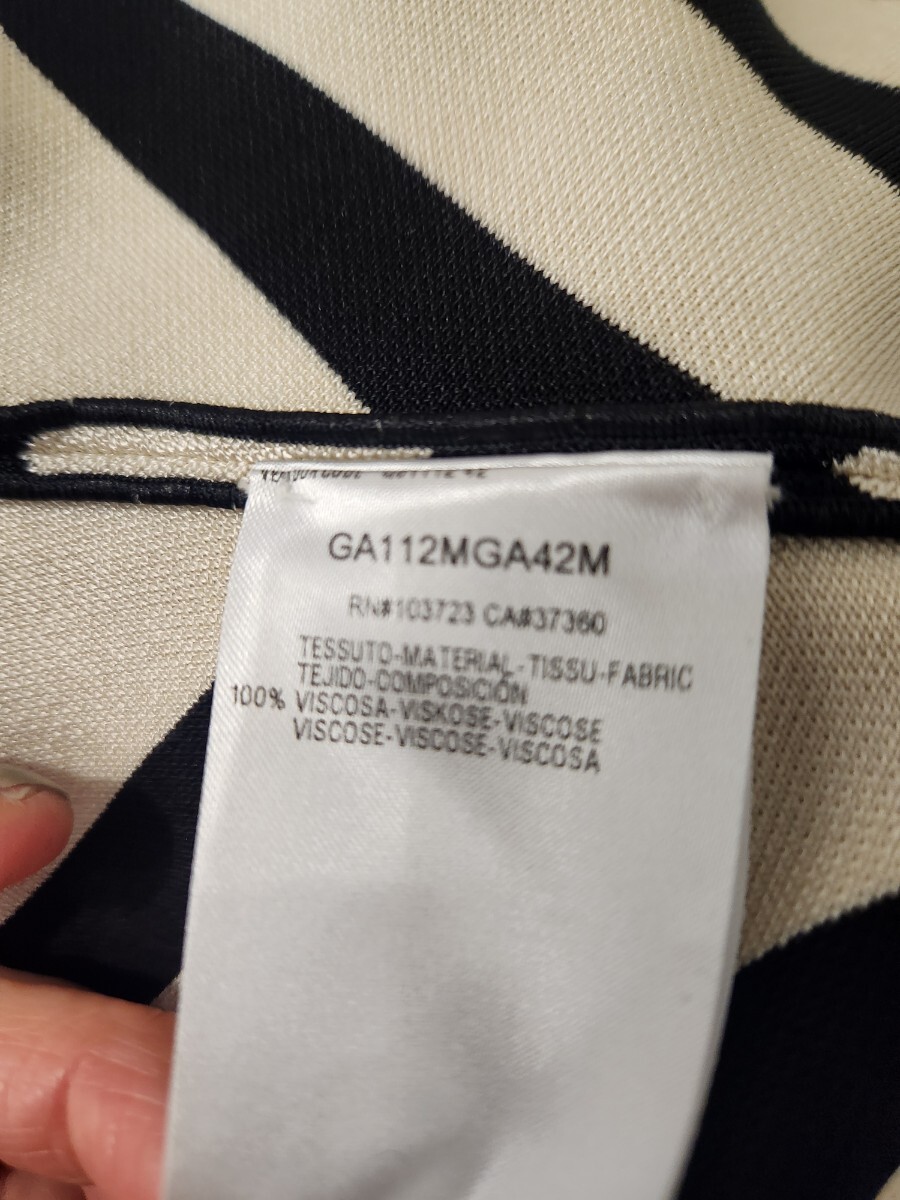 GA112MGA42M
RN#103723 CA#37360
TESSUTO-MATERIAL-TISSU-FABRIC
TEJIDO-COMPOSICIÓN
100% VISCOSA-VISKOSE-VISCOSE
VISCOSE-VISCOSE-VISCOSA